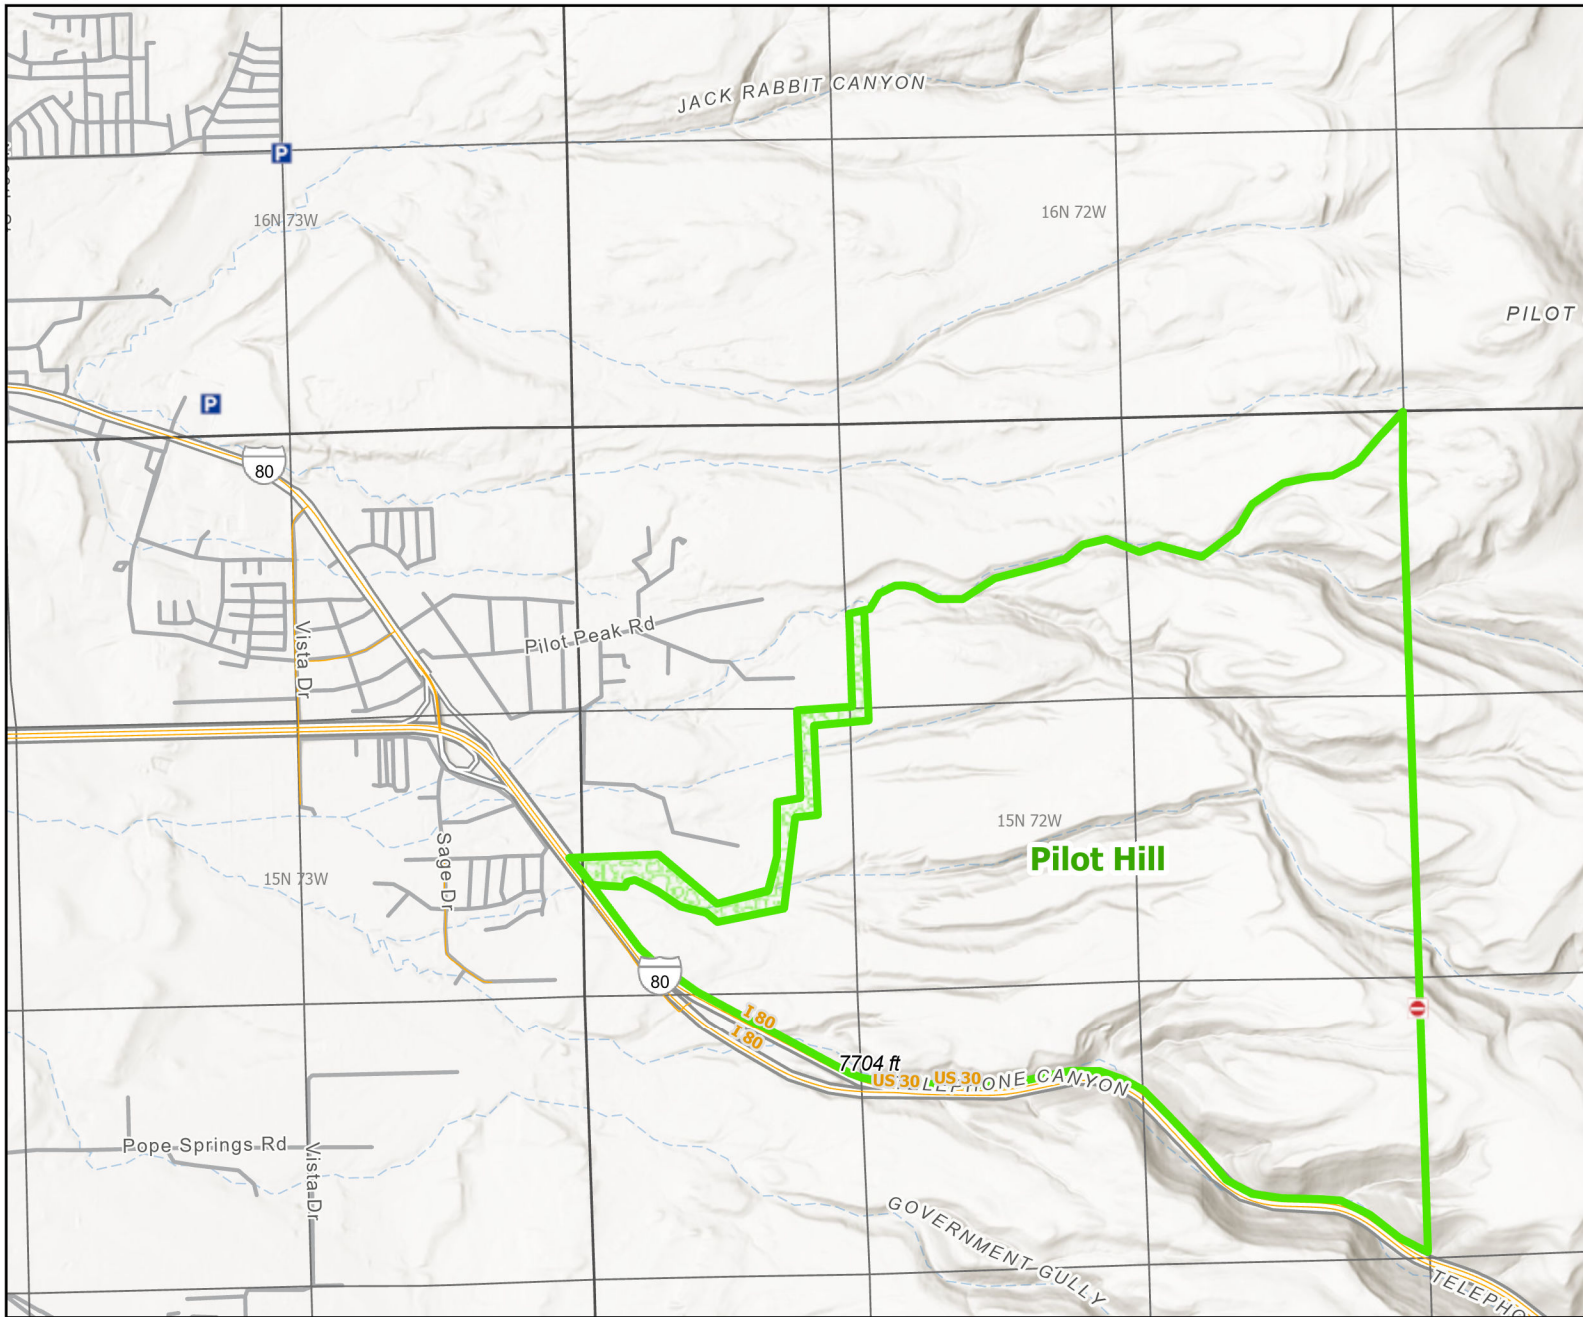 JACK RABBIT CANYON
P
16N 73W
16N 72W
PILOT
P
80
Pilot Peak Rd
Vista Dr
15N 72W
Pilot Hill
Sage Dr
15N 73W
80
I 80
I 80
7704 ft
US 30
US 30
TELEPHONE CANYON
Pope Springs Rd
Vista Dr
GOVERNMENT GULLY
TELEPHO